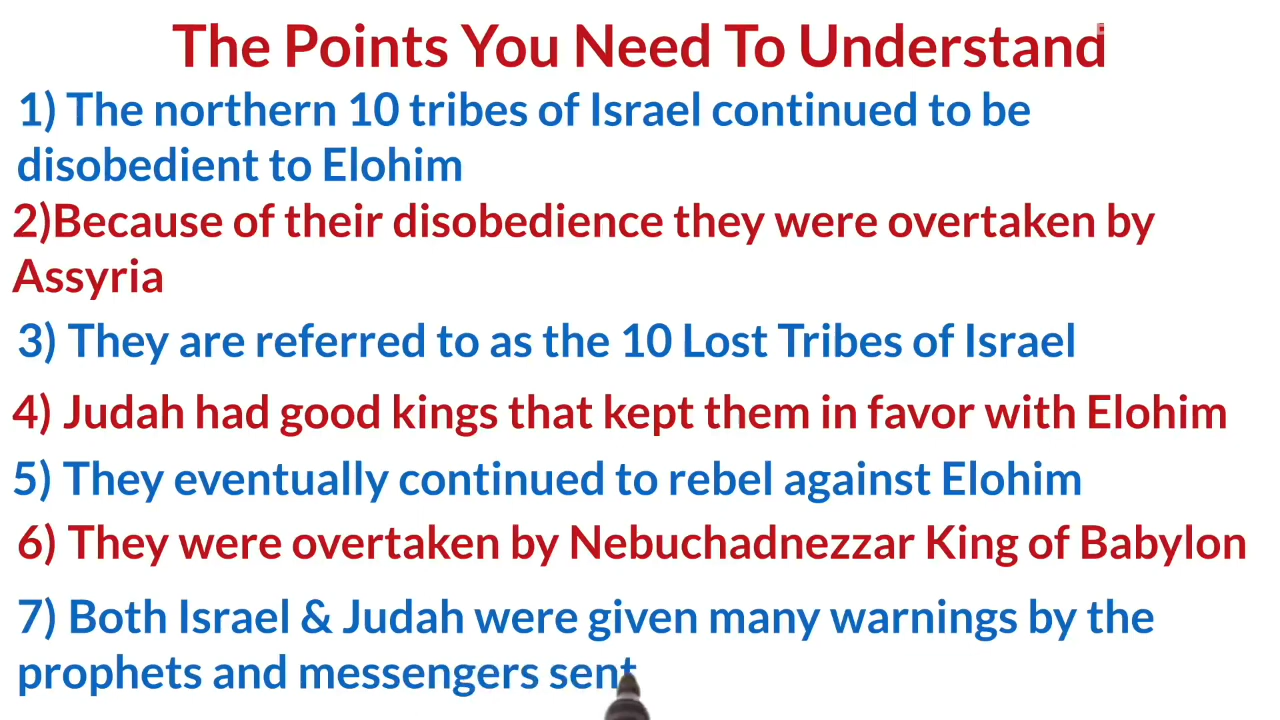 The Points You Need To Understand
1) The northern 10 tribes of Israel continued to be
disobedient to Elohim
2)Because of their disobedience they were overtaken by
Assyria
3) They are referred to as the 10 Lost Tribes of Israel
4) Judah had good kings that kept them in favor with Elohim
5) They eventually continued to rebel against Elohim
6) They were overtaken by Nebuchadnezzar King of Babylon
7) Both Israel & Judah were given many warnings by the
prophets and messengers sent